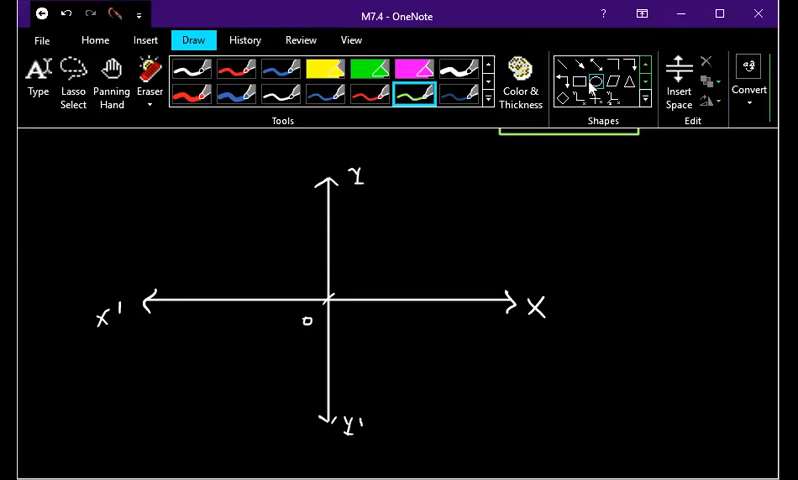 M7.4 - OneNote
File Home Insert Draw History Review View
Type Lasso Select Panning Hand Eraser Color & Thickness Insert Space Convert
Tools Shapes Edit
Y
X' X
O
Y'